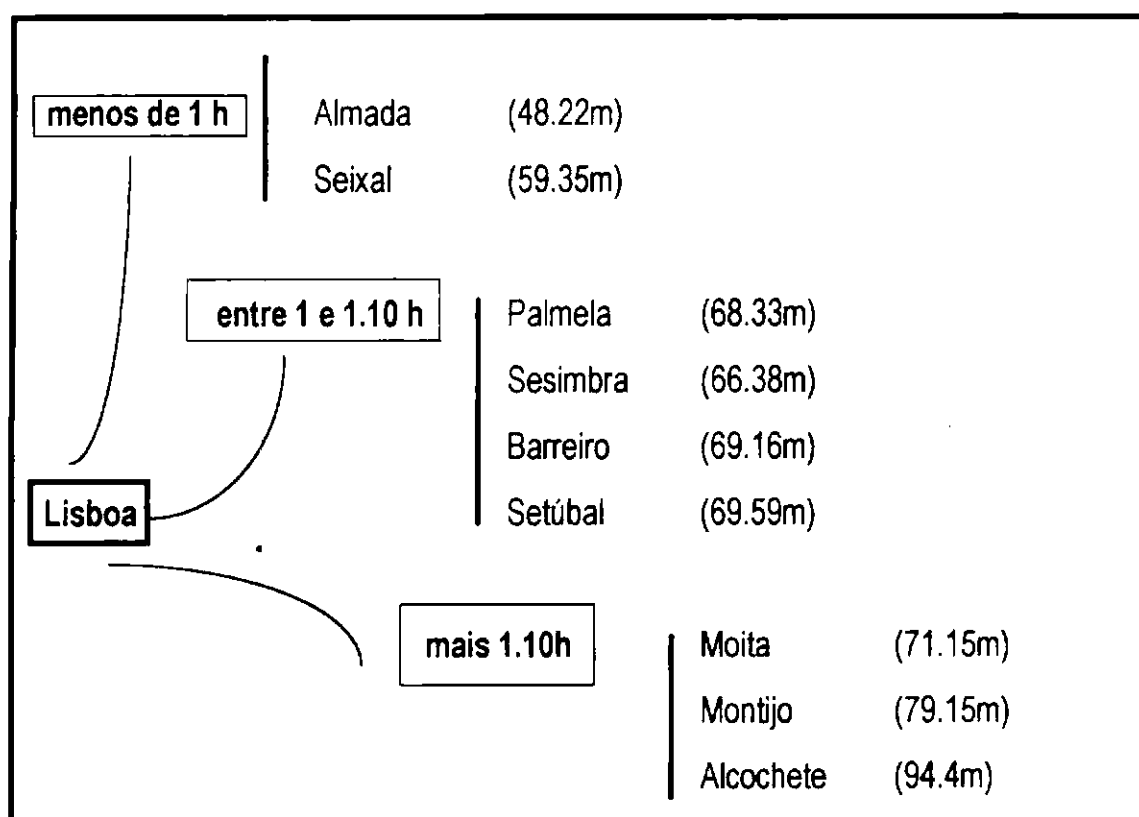 menos de 1 h
Almada (48.22m)
Seixal (59.35m)
entre 1 e 1.10 h
Palmela (68.33m)
Sesimbra (66.38m)
Barreiro (69.16m)
Setúbal (69.59m)
Lisboa
mais 1.10h
Moita (71.15m)
Montijo (79.15m)
Alcochete (94.4m)